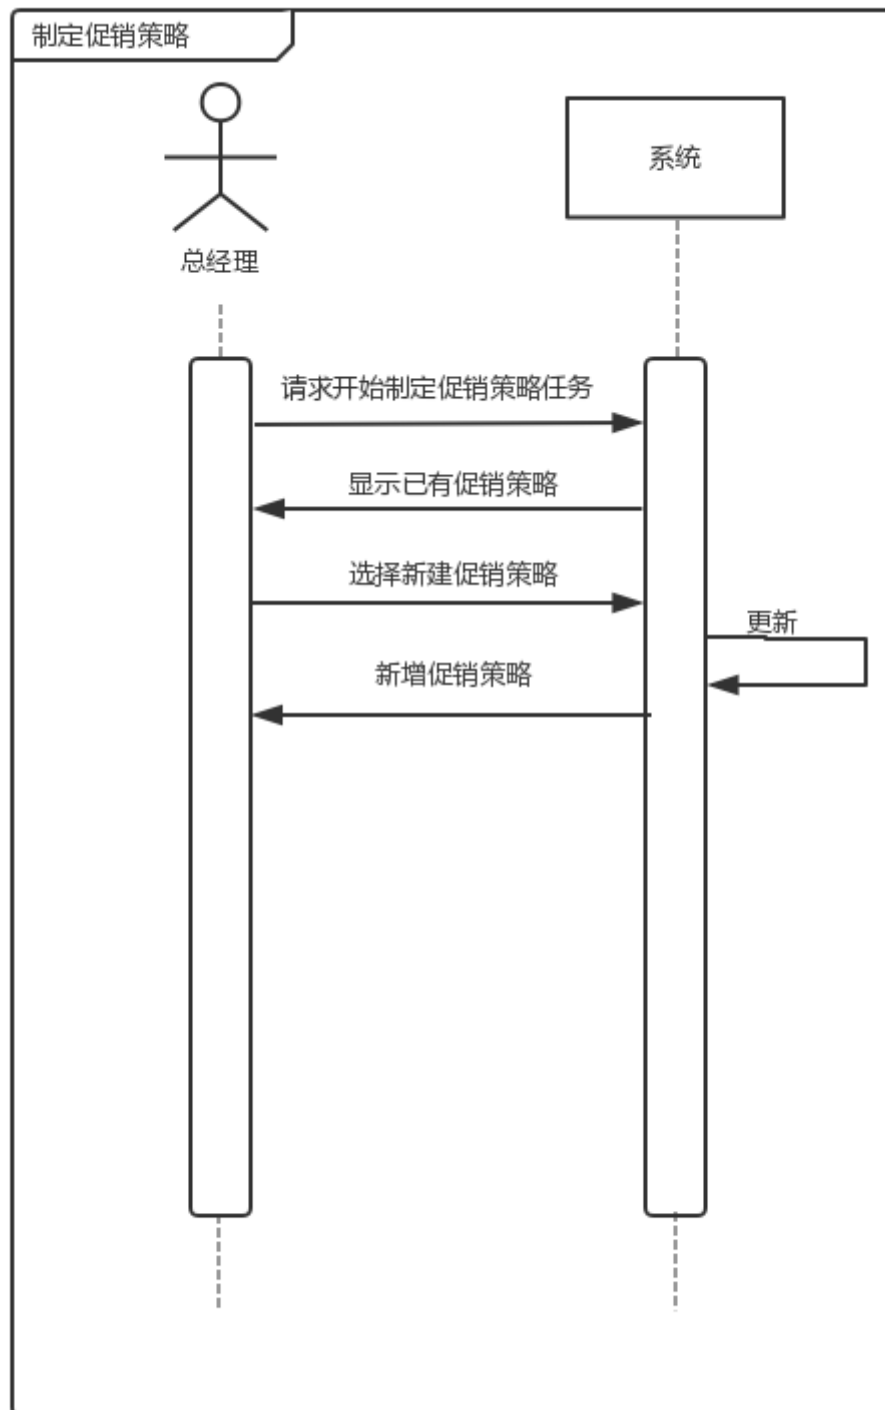 制定促销策略
系统
总经理
请求开始制定促销策略任务
显示已有促销策略
选择新建促销策略
更新
新增促销策略